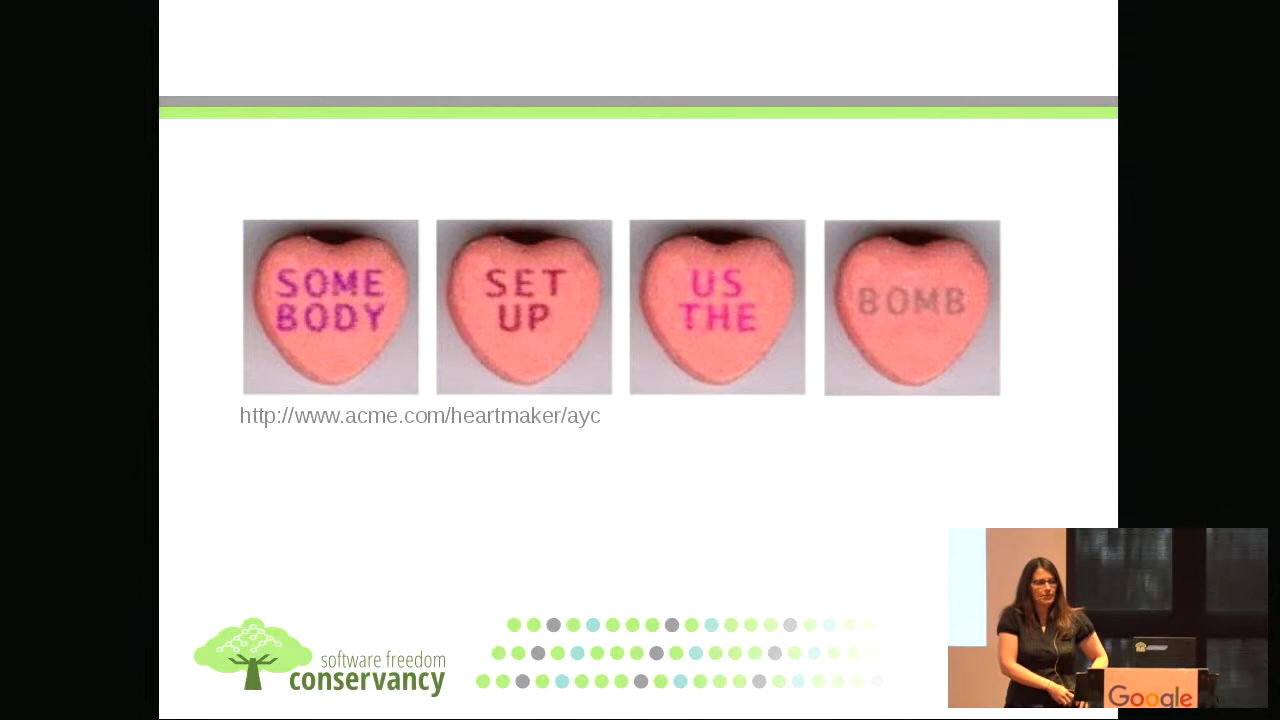 SOME
BODY
SET
UP
US
THE
BOMB
http://www.acme.com/heartmaker/ayc
software freedom
conservancy
Google